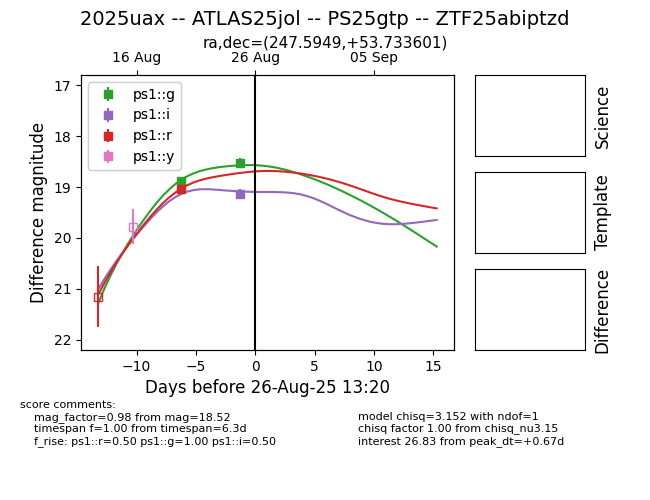 2025uax -- ATLAS25jol -- PS25gtp -- ZTF25abiptzd
ra,dec=(247.5949,+53.733601)
16 Aug 26 Aug 05 Sep
17
18
19
20
21
22
Difference magnitude
ps1::g
ps1::i
ps1::r
ps1::y
−10 −5 0 5 10 15
Days before 26-Aug-25 13:20
Science
Template
Difference
score comments:
mag_factor=0.98 from mag=18.52
timespan f=1.00 from timespan=6.3d
f_rise: ps1::r=0.50 ps1::g=1.00 ps1::i=0.50
model chisq=3.152 with ndof=1
chisq factor 1.00 from chisq_nu3.15
interest 26.83 from peak_dt=+0.67d